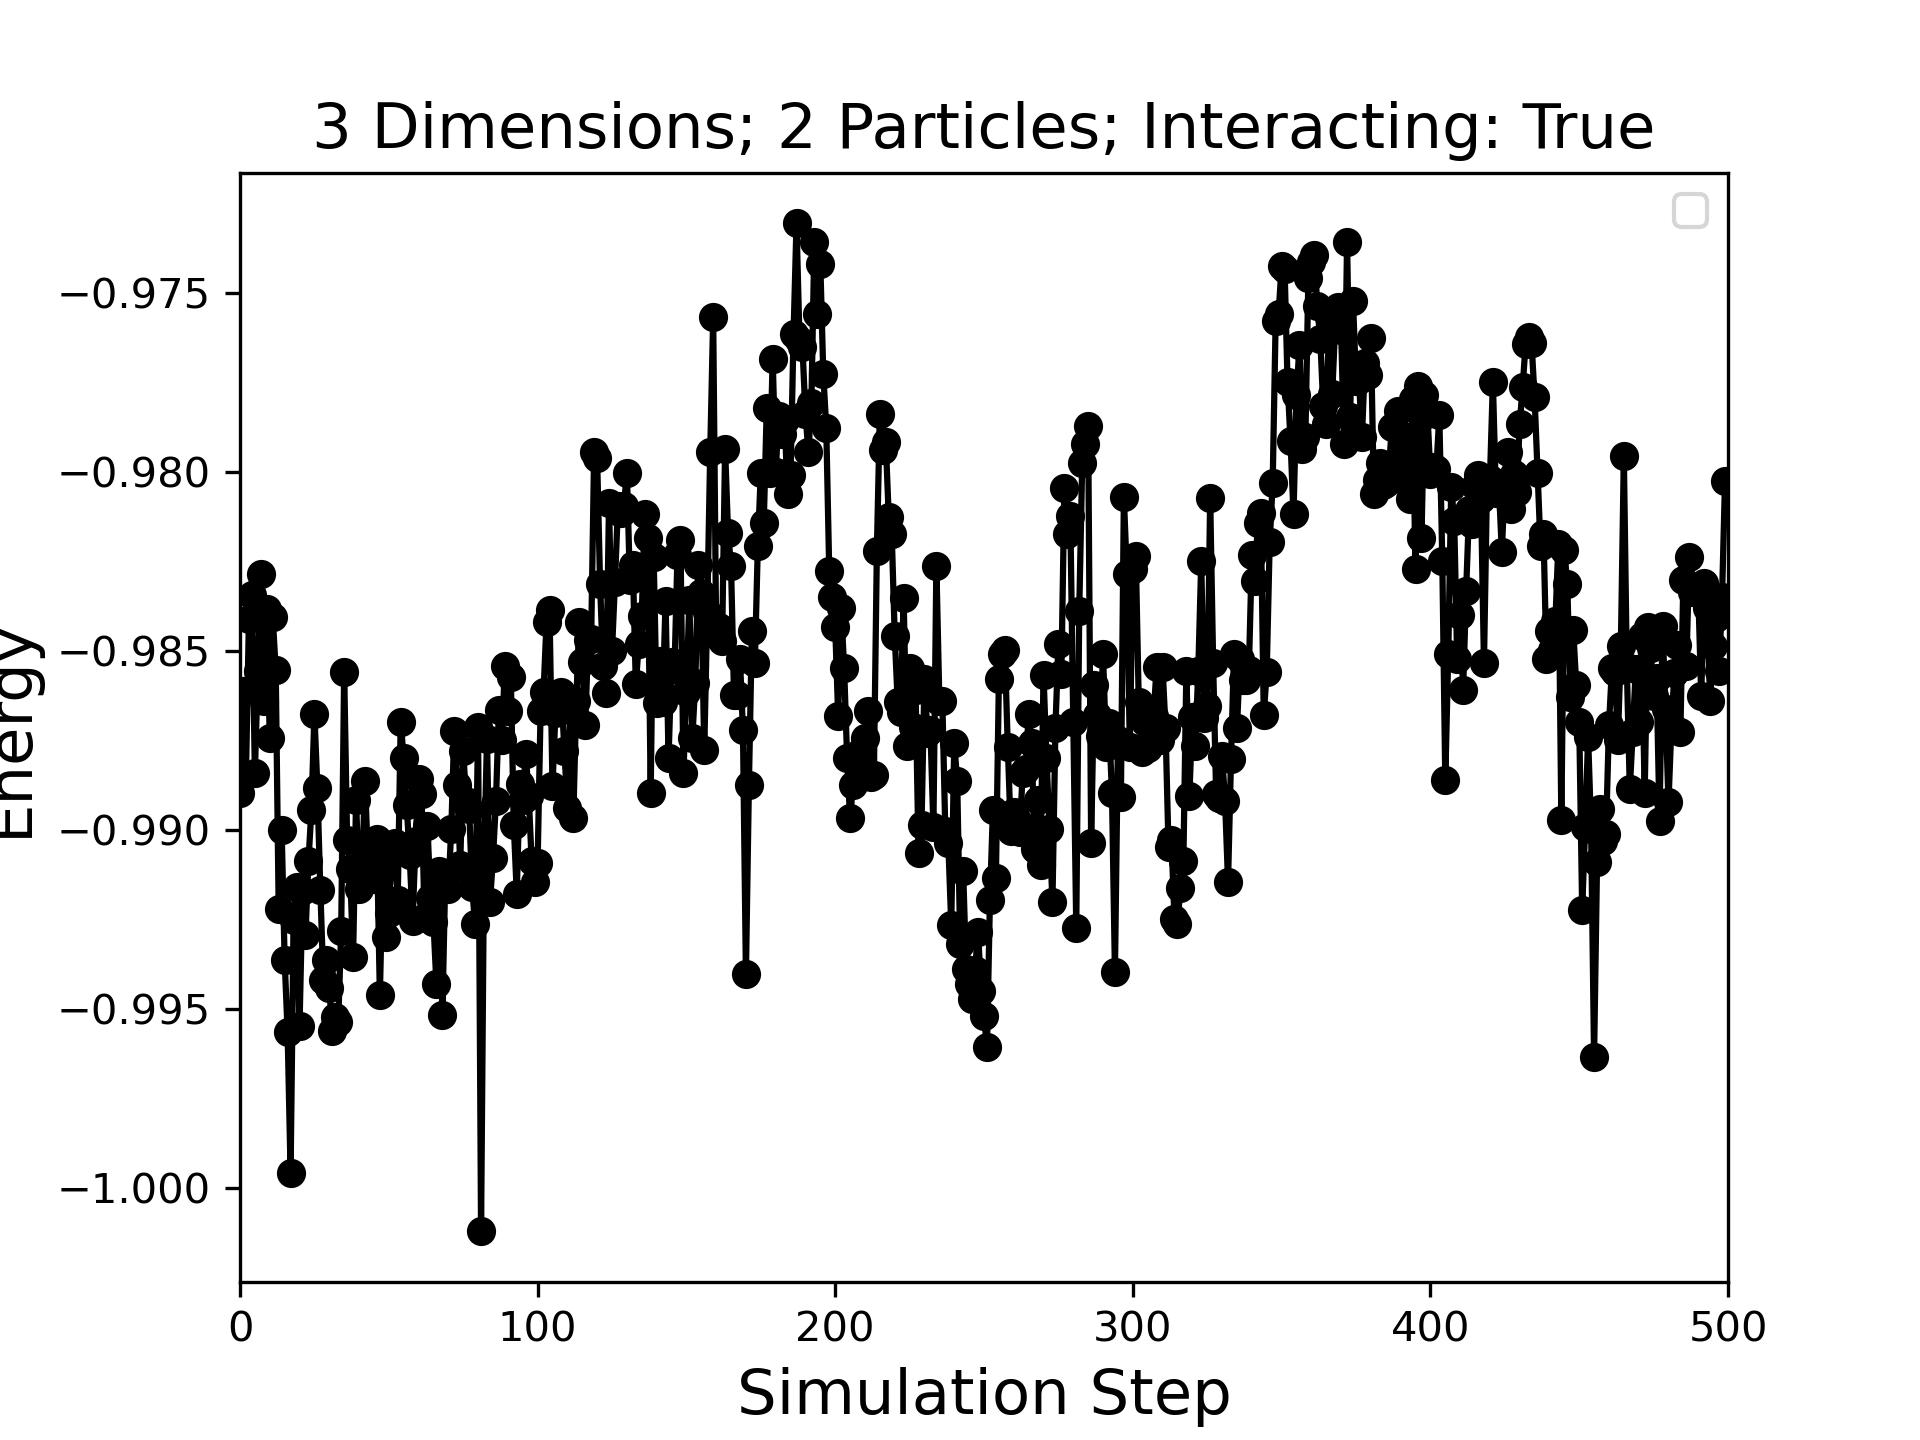 3 Dimensions; 2 Particles; Interacting: True
−0.975
−0.980
−0.985
−0.990
−0.995
−1.000
Energy
0 100 200 300 400 500
Simulation Step